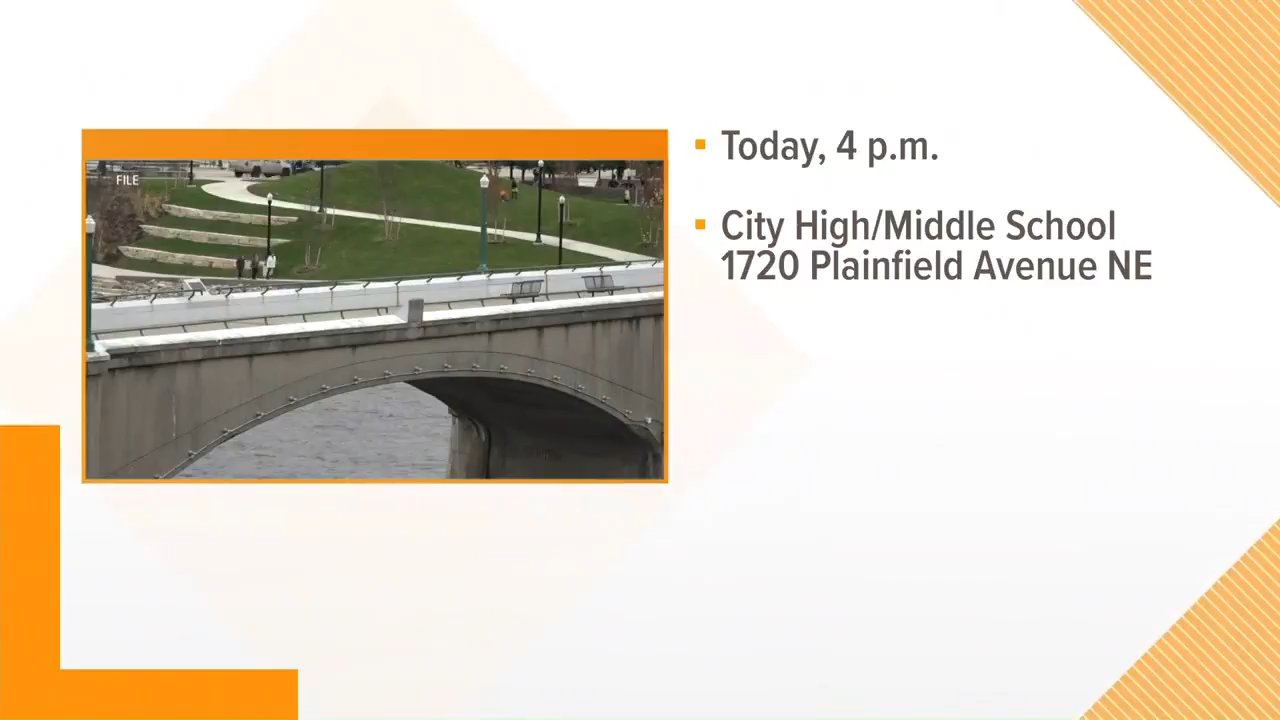 FILE
Today, 4 p.m.
City High/Middle School
1720 Plainfield Avenue NE